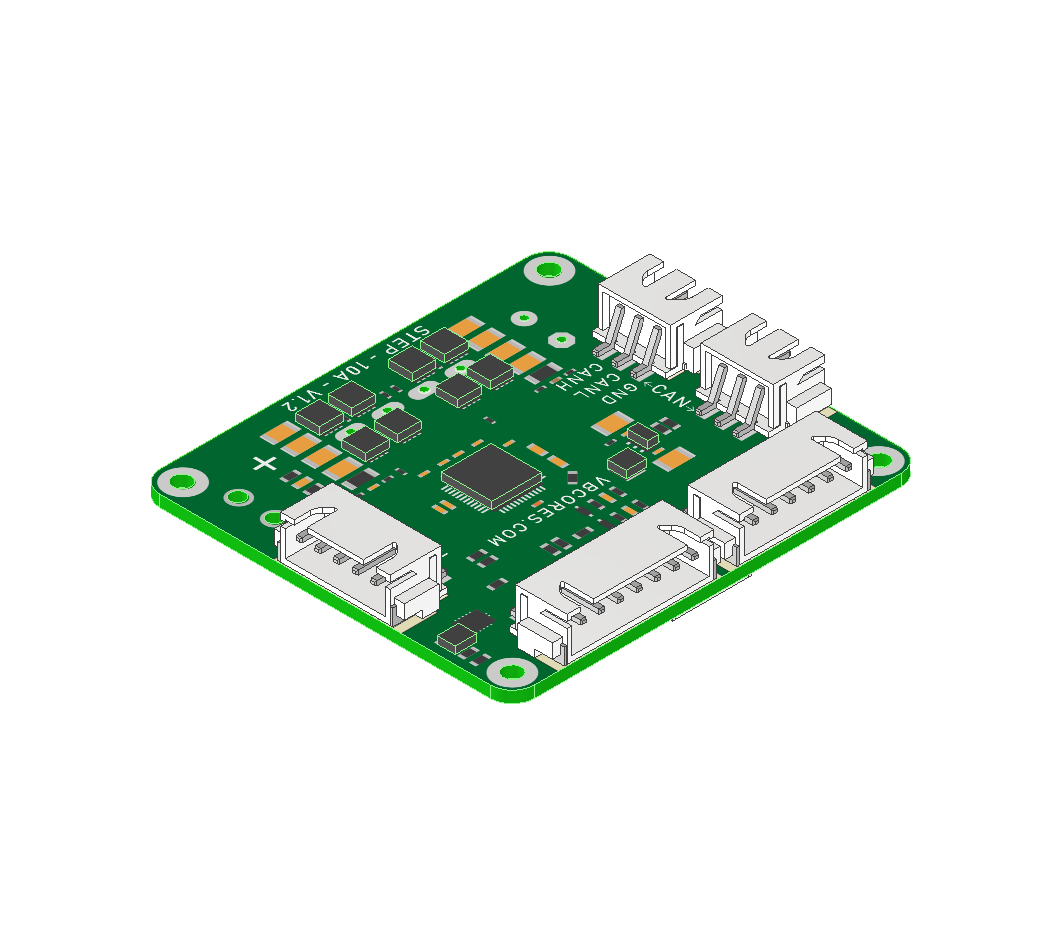 STEP - 10A - V1.2
CANH
CANL
GND
←CAN→
+
VBCORES.COM